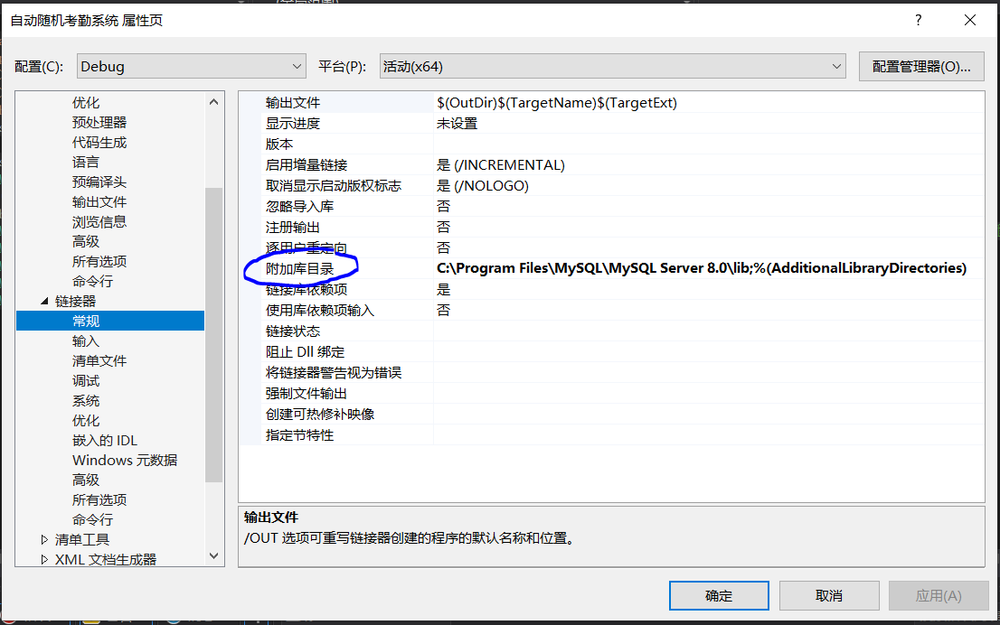 自动随机考勤系统 属性页
?
配置(C):
Debug
平台(P):
活动(x64)
配置管理器(O)...
优化
预处理器
代码生成
语言
预编译头
输出文件
浏览信息
高级
所有选项
命令行
链接器
常规
输入
清单文件
调试
系统
优化
嵌入的 IDL
Windows 元数据
高级
所有选项
命令行
清单工具
XML 文档生成器
输出文件 $(OutDir)$(TargetName)$(TargetExt)
显示进度 未设置
版本
启用增量链接 是 (/INCREMENTAL)
取消显示启动版权标志 是 (/NOLOGO)
忽略导入库 否
注册输出 否
逐用户重定向 否
附加库目录 C:\Program Files\MySQL\MySQL Server 8.0\lib;%(AdditionalLibraryDirectories)
链接库依赖项 是
使用库依赖项输入 否
链接状态
阻止 Dll 绑定
将链接器警告视为错误
强制文件输出
创建可热修补映像
指定节特性
输出文件
/OUT 选项可重写链接器创建的程序的默认名称和位置。
确定
取消
应用(A)